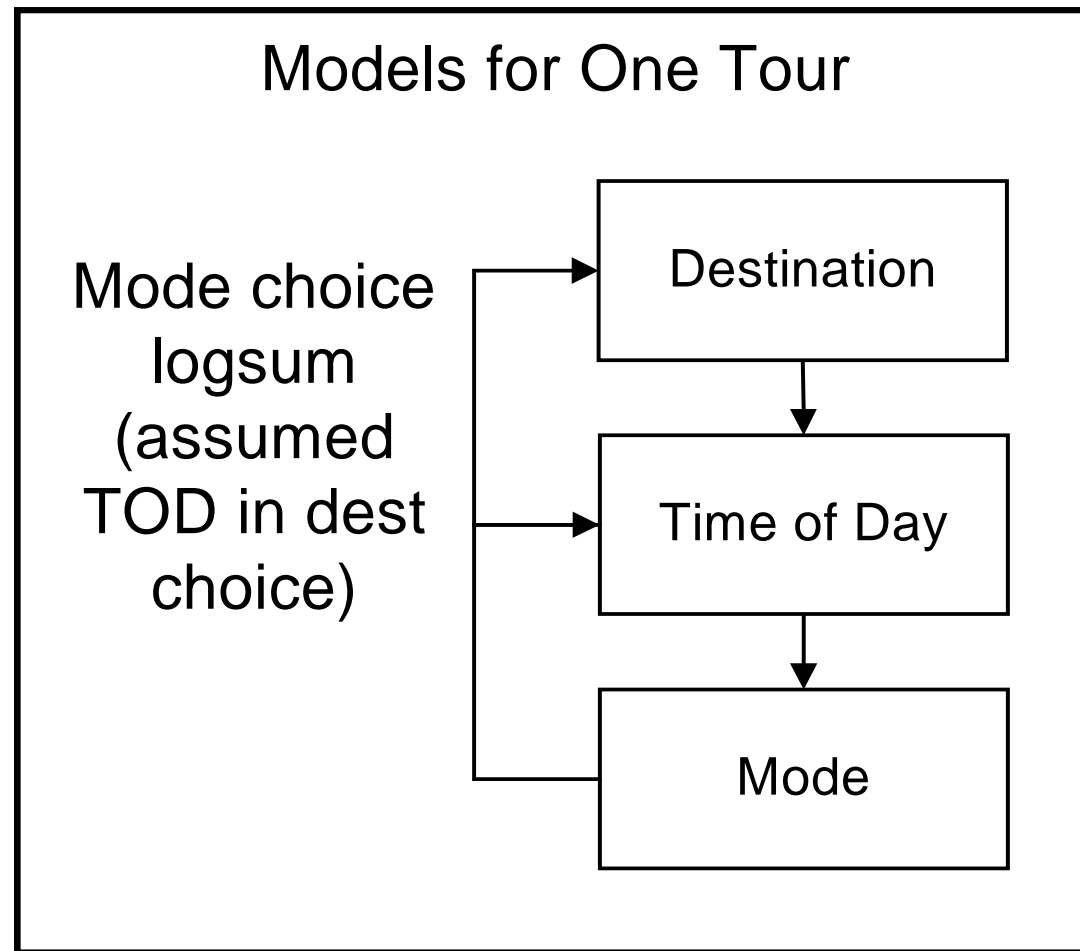 Models for One Tour
Mode choice
logsum
(assumed
TOD in dest
choice)
Destination
Time of Day
Mode